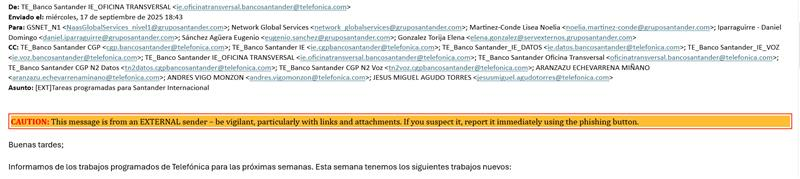 De: TE_Banco Santander IE_OFICINA TRANSVERSAL <ie.oficinatransversal.bancosantander@telefonica.com>
Enviado el: miércoles, 17 de septiembre de 2025 18:43
Para: GSNET_N1 <NaasGlobalServices_nivel1@gruposantander.com>; Network Global Services <network_globalservices@gruposantander.com>; Martinez-Conde Lisea Noelia <noelia.martinez-conde@gruposantander.com>; Iparraguirre - Daniel
Domingo <daniel.iparraguirre@gruposantander.com>; Sánchez Agüera Eugenio <eugenio.sanchez@gruposantander.com>; Gonzalez Torija Elena <elena.gonzalez@servexternos.gruposantander.com>
CC: TE_Banco Santander CGP <cgp.bancosantander@telefonica.com>; TE_Banco Santander IE <ie.cgpbancosantander@telefonica.com>; TE_Banco Santander_IE_DATOS <ie.datos.bancosantander@telefonica.com>; TE_Banco Santander_IE_VOZ
<ie.voz.bancosantander@telefonica.com>; TE_Banco Santander IE_OFICINA TRANSVERSAL <ie.oficinatransversal.bancosantander@telefonica.com>; TE_Banco Santander Oficina Transversal <oficinatransversal.bancosantander@telefonica.com>;
TE_Banco Santander CGP N2 Datos <tn2datos.cgpbancosantander@telefonica.com>; TE_Banco Santander CGP N2 Voz <tn2voz.cgpbancosantander@telefonica.com>; ARANZAZU ECHEVARRENA MIÑANO
<aranzazu.echevarrenaminano@telefonica.com>; ANDRES VIGO MONZON <andres.vigomonzon@telefonica.com>; JESUS MIGUEL AGUDO TORRES <jesusmiguel.agudotorres@telefonica.com>
Asunto: [EXT]Tareas programadas para Santander Internacional
CAUTION: This message is from an EXTERNAL sender – be vigilant, particularly with links and attachments. If you suspect it, report it immediately using the phishing button.
Buenas tardes;
Informamos de los trabajos programados de Telefónica para las próximas semanas. Esta semana tenemos los siguientes trabajos nuevos: